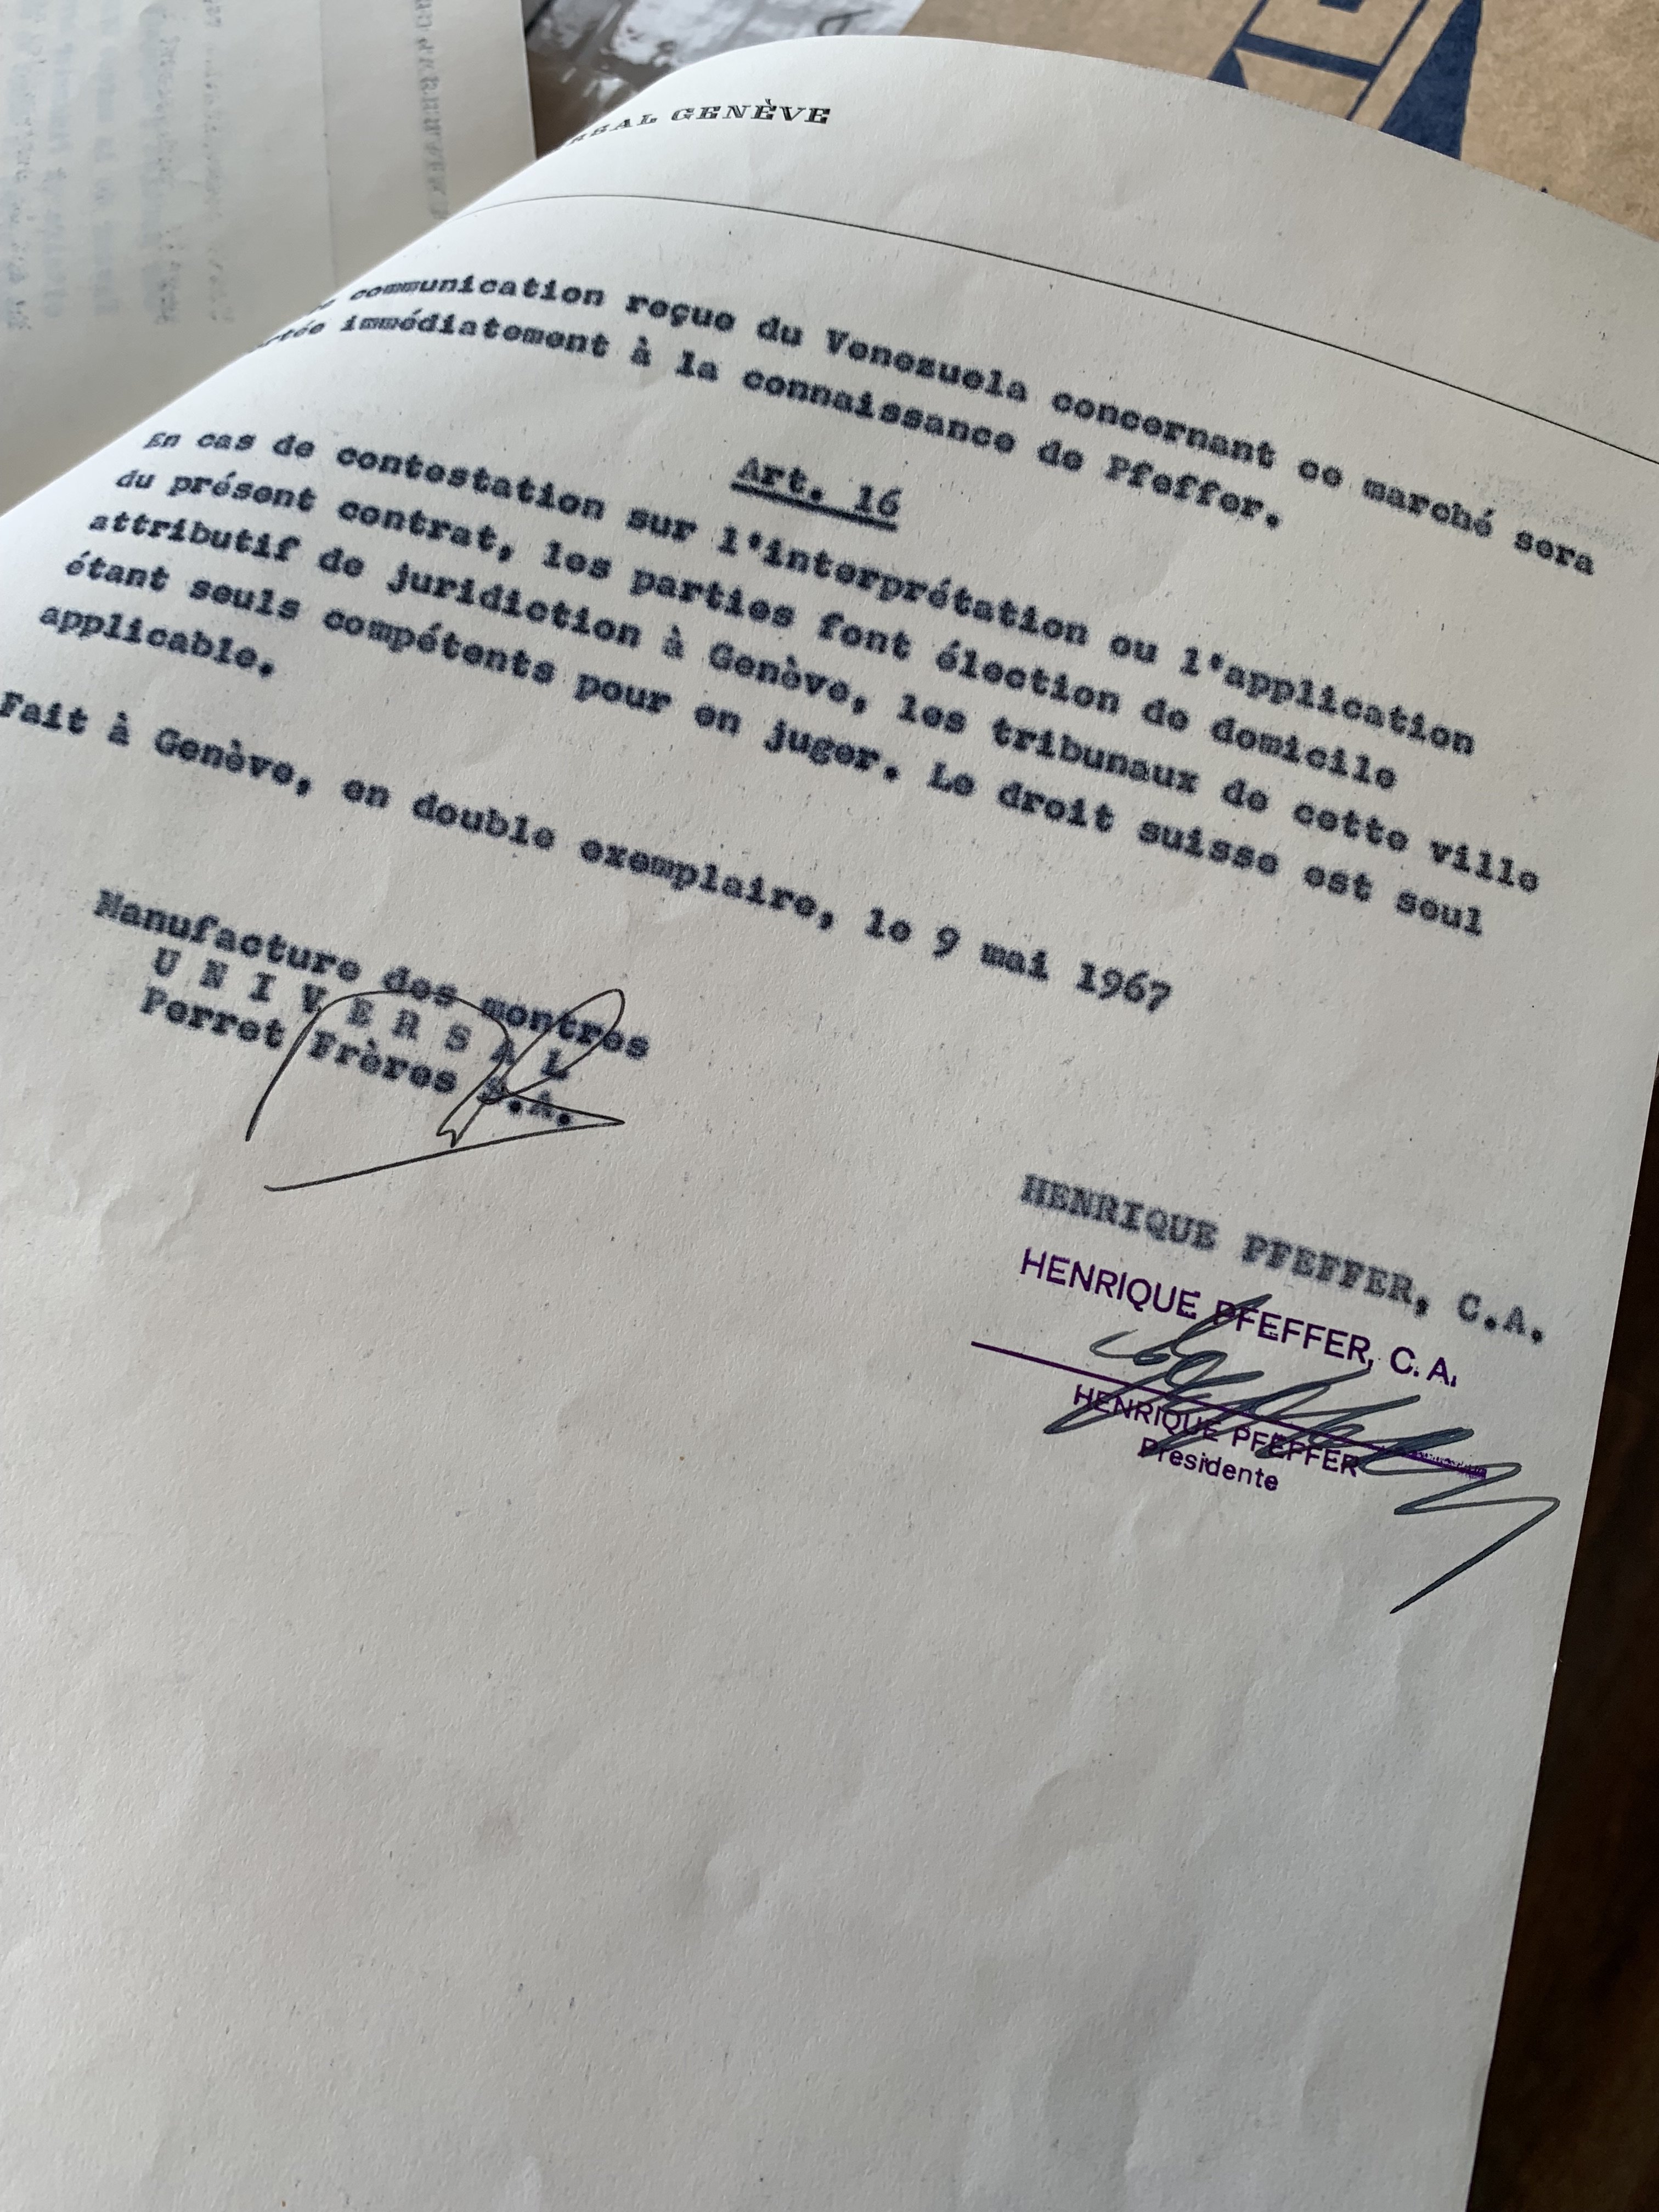 GENÈVE
communication reçue du Venezuela concernant ce marché sera
immédiatement à la connaissance de Pfeffer.
Art. 16
En cas de contestation sur l'interprétation ou l'application
du présent contrat, les parties font élection de domicile
attributif de juridiction à Genève, les tribunaux de cette ville
étant seuls compétents pour en juger. Le droit suisse est seul
applicable.
Fait à Genève, en double exemplaire, le 9 mai 1967
Manufacture des montres
U N I V E R S A L
Perret Frères S.A.
HENRIQUE PFEFFER, C.A.
HENRIQUE PFEFFER, C. A.
HENRIQUE PFEFFER
Presidente